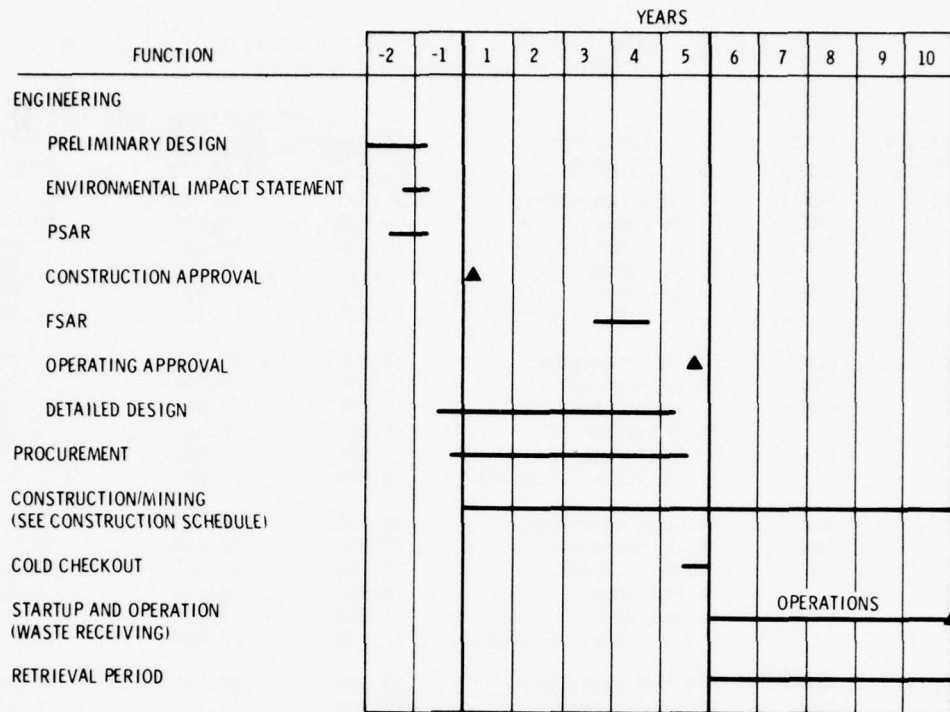 YEARS
FUNCTION -2 -1 1 2 3 4 5 6 7 8 9 10
ENGINEERING
PRELIMINARY DESIGN
ENVIRONMENTAL IMPACT STATEMENT
PSAR
CONSTRUCTION APPROVAL
FSAR
OPERATING APPROVAL
DETAILED DESIGN
PROCUREMENT
CONSTRUCTION/MINING
(SEE CONSTRUCTION SCHEDULE)
COLD CHECKOUT
STARTUP AND OPERATION OPERATIONS
(WASTE RECEIVING)
RETRIEVAL PERIOD